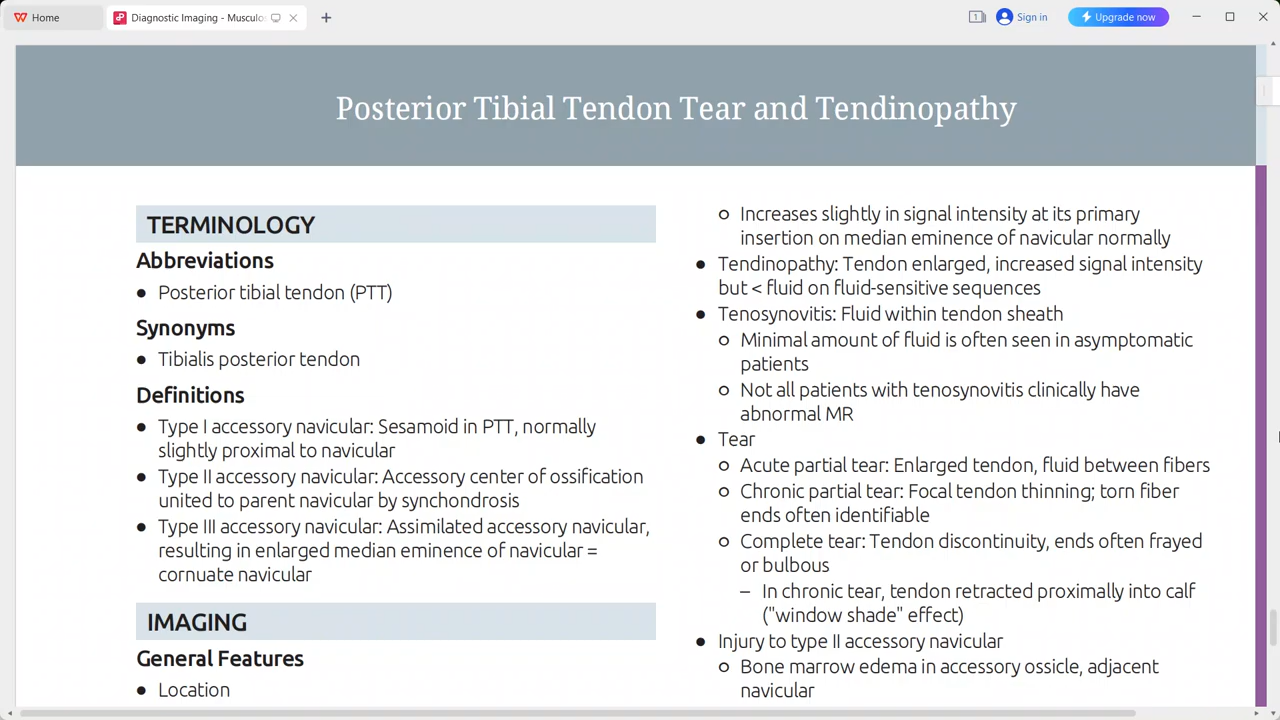 Home
Diagnostic Imaging - Musculo
1
Sign in
Upgrade now
Posterior Tibial Tendon Tear and Tendinopathy
TERMINOLOGY
Abbreviations
• Posterior tibial tendon (PTT)
Synonyms
• Tibialis posterior tendon
Definitions
• Type I accessory navicular: Sesamoid in PTT, normally
slightly proximal to navicular
• Type II accessory navicular: Accessory center of ossification
united to parent navicular by synchondrosis
• Type III accessory navicular: Assimilated accessory navicular,
resulting in enlarged median eminence of navicular =
cornuate navicular
IMAGING
General Features
• Location
o Increases slightly in signal intensity at its primary
insertion on median eminence of navicular normally
• Tendinopathy: Tendon enlarged, increased signal intensity
but < fluid on fluid-sensitive sequences
• Tenosynovitis: Fluid within tendon sheath
o Minimal amount of fluid is often seen in asymptomatic
patients
o Not all patients with tenosynovitis clinically have
abnormal MR
• Tear
o Acute partial tear: Enlarged tendon, fluid between fibers
o Chronic partial tear: Focal tendon thinning; torn fiber
ends often identifiable
o Complete tear: Tendon discontinuity, ends often frayed
or bulbous
– In chronic tear, tendon retracted proximally into calf
("window shade" effect)
• Injury to type II accessory navicular
o Bone marrow edema in accessory ossicle, adjacent
navicular